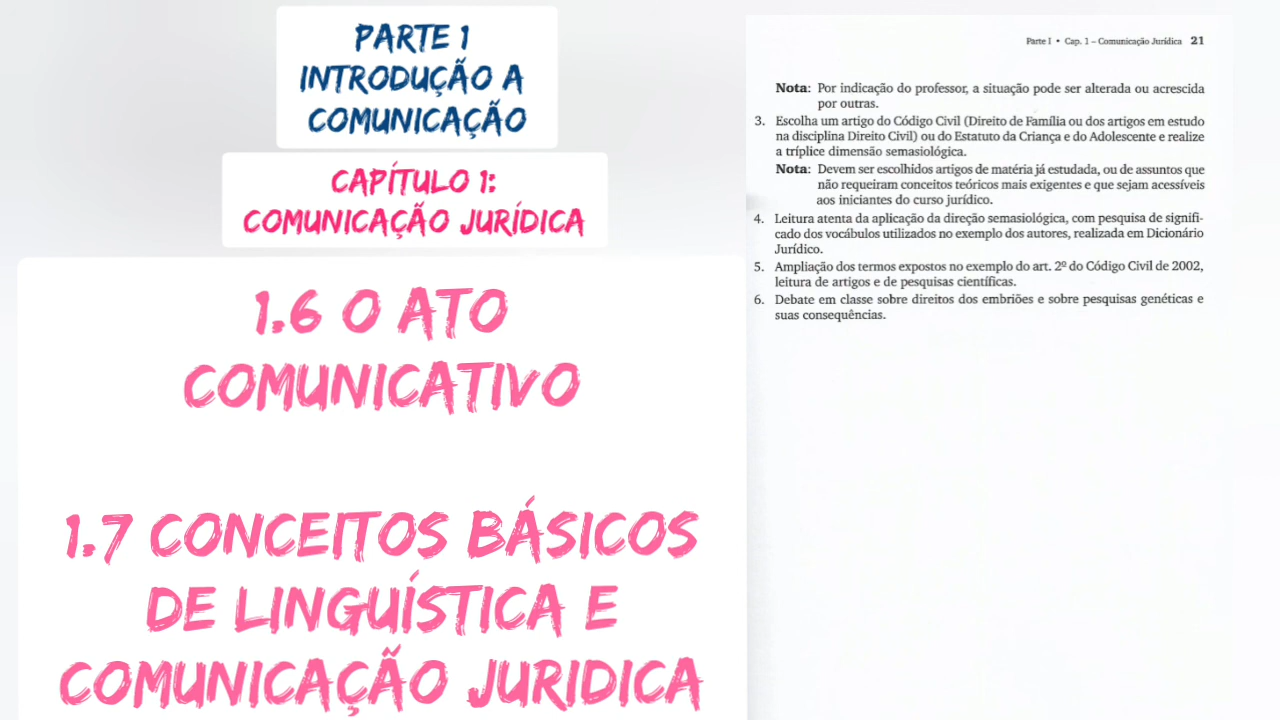 PARTE 1
INTRODUÇÃO A
COMUNICAÇÃO
CAPÍTULO 1:
COMUNICAÇÃO JURÍDICA
1.6 O ATO
COMUNICATIVO
1.7 CONCEITOS BÁSICOS
DE LINGUÍSTICA E
COMUNICAÇÃO JURIDICA
Parte I • Cap. 1 – Comunicação Jurídica 21
Nota: Por indicação do professor, a situação pode ser alterada ou acrescida
por outras.
3. Escolha um artigo do Código Civil (Direito de Família ou dos artigos em estudo
na disciplina Direito Civil) ou do Estatuto da Criança e do Adolescente e realize
a tríplice dimensão semasiológica.
Nota: Devem ser escolhidos artigos de matéria já estudada, ou de assuntos que
não requeiram conceitos teóricos mais exigentes e que sejam acessíveis
aos iniciantes do curso jurídico.
4. Leitura atenta da aplicação da direção semasiológica, com pesquisa de signifi-
cado dos vocábulos utilizados no exemplo dos autores, realizada em Dicionário
Jurídico.
5. Ampliação dos termos expostos no exemplo do art. 2º do Código Civil de 2002,
leitura de artigos e de pesquisas científicas.
6. Debate em classe sobre direitos dos embriões e sobre pesquisas genéticas e
suas consequências.